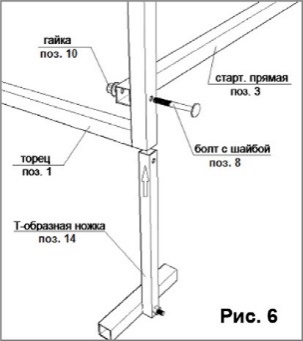 гайка
поз. 10
старт. прямая
поз. 3
болт с шайбой
поз. 8
торец
поз. 1
Т-образная ножка
поз. 14
Рис. 6